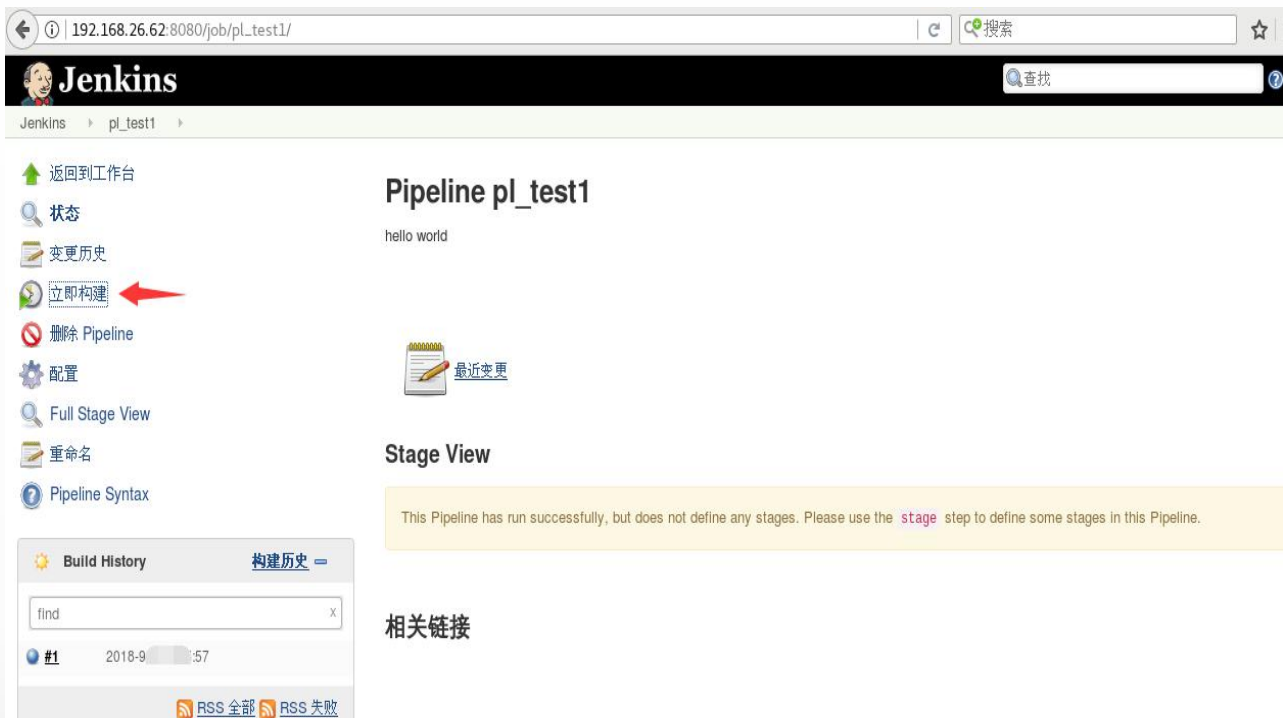 192.168.26.62:8080/job/pl_test1/
搜索
Jenkins
查找
Jenkins
pl_test1
返回到工作台
状态
变更历史
立即构建
删除 Pipeline
配置
Full Stage View
重命名
Pipeline Syntax
Build History
构建历史
find
x
#1
2018-9
:57
RSS 全部
RSS 失败
Pipeline pl_test1
hello world
最近变更
Stage View
This Pipeline has run successfully, but does not define any stages. Please use the stage step to define some stages in this Pipeline.
相关链接